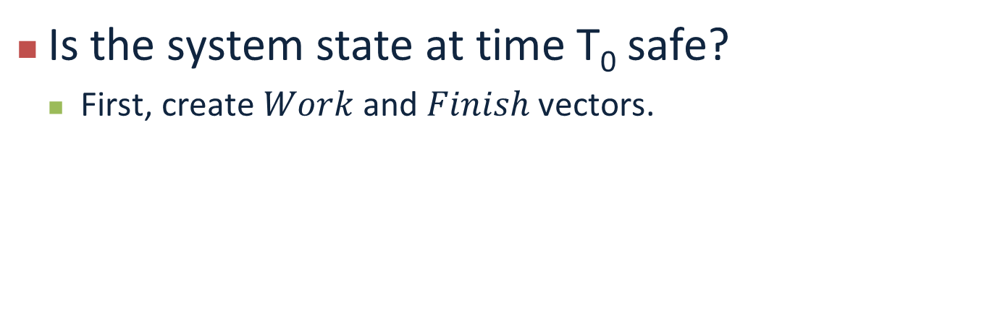 Is the system state at time T₀ safe?
First, create Work and Finish vectors.